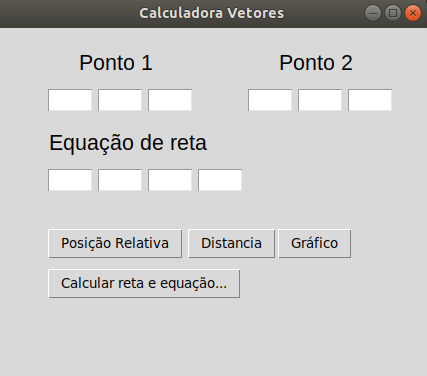 Calculadora Vetores
Ponto 1 Ponto 2
Equação de reta
Posição Relativa Distancia Gráfico
Calcular reta e equação...